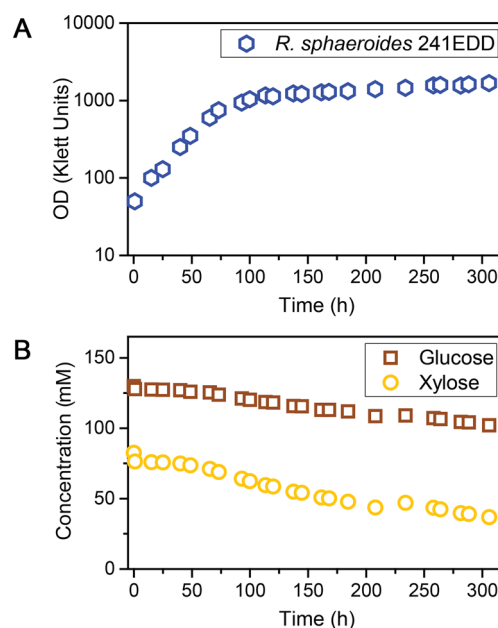 A
R. sphaeroides 241EDD
OD (Klett Units)
10000
1000
100
10
0 50 100 150 200 250 300
Time (h)
B
Glucose
Xylose
Concentration (mM)
150
100
50
0
0 50 100 150 200 250 300
Time (h)